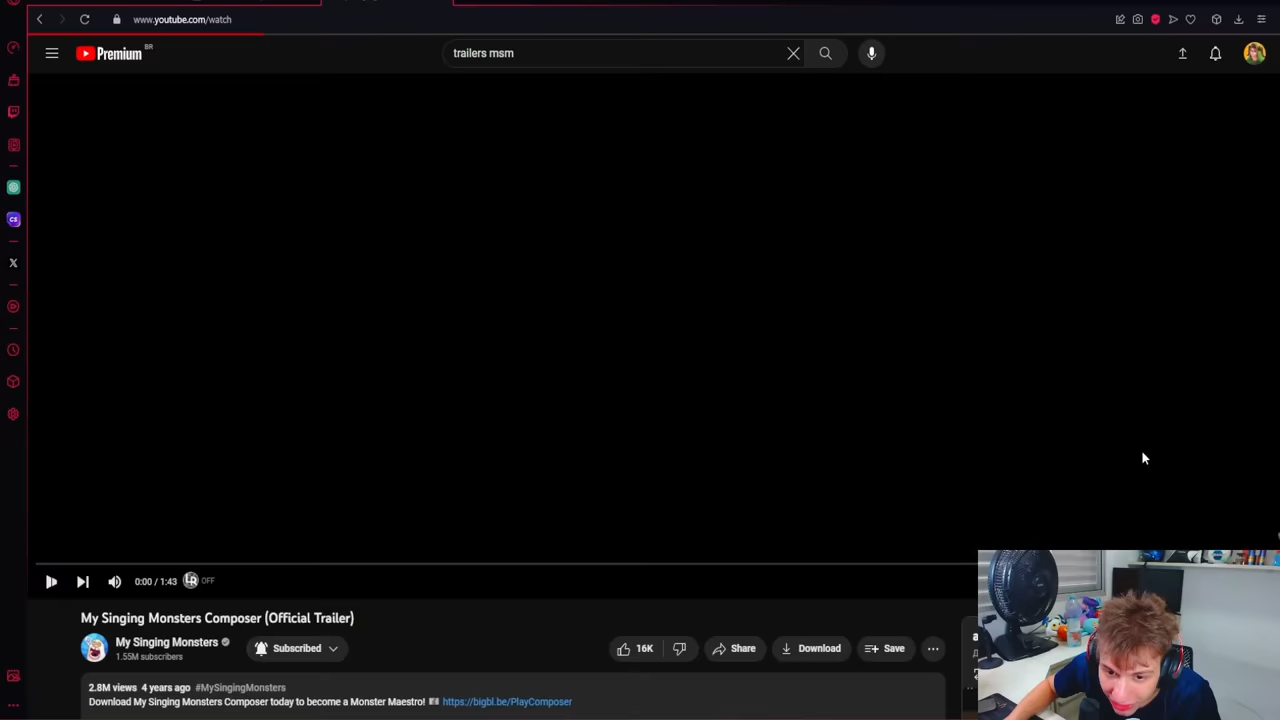 www.youtube.com/watch
Premium BR
trailers msm
0:00 / 1:43
OFF
My Singing Monsters Composer (Official Trailer)
My Singing Monsters
1.55M subscribers
Subscribed
16K
Share
Download
Save
2.8M views 4 years ago #MySingingMonsters
Download My Singing Monsters Composer today to become a Monster Maestro! https://bigbl.be/PlayComposer
CS
X